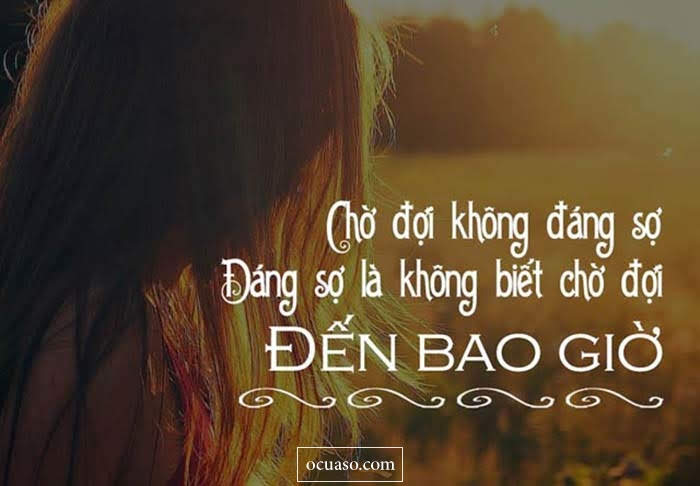 Chờ đợi không đáng sợ
Đáng sợ là không biết chờ đợi
ĐẾN BAO GIỜ
ocuaso.com